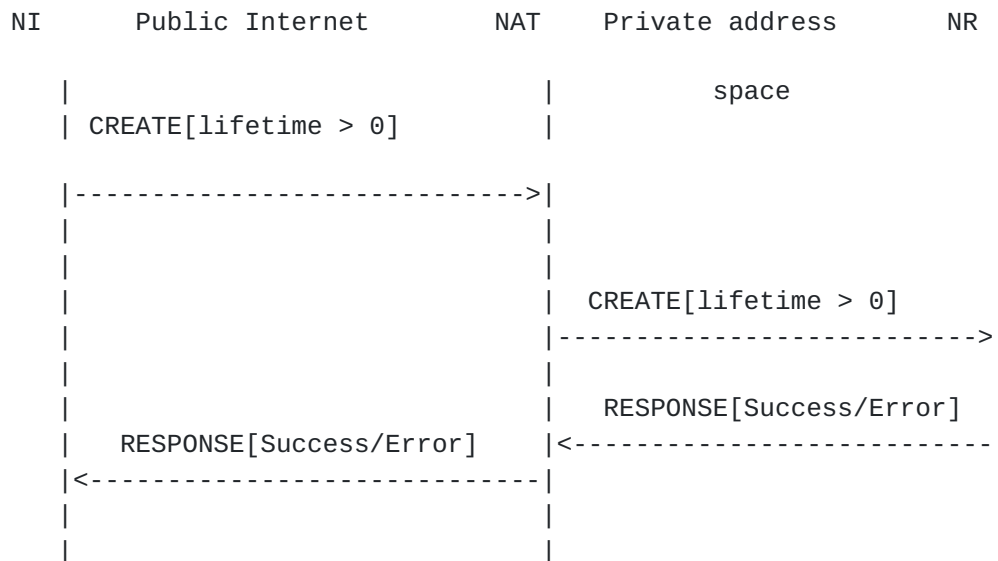 NI Public Internet NAT Private address NR
space
CREATE[lifetime > 0]
CREATE[lifetime > 0]
RESPONSE[Success/Error]
RESPONSE[Success/Error]